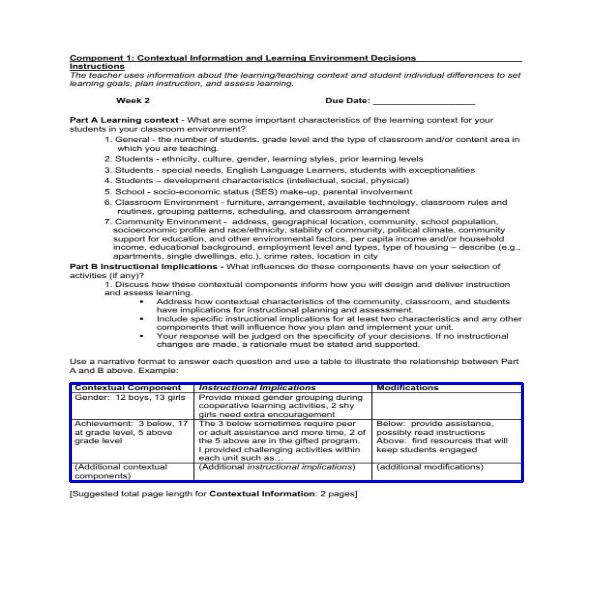 Component 1: Contextual Information and Learning Environment Decisions
Instructions
The teacher uses information about the learning/teaching context and student individual differences to set
learning goals, plan instruction, and assess learning.
Week 2 Due Date: ______________________
Part A Learning context - What are some important characteristics of the learning context for your
students in your classroom environment?
1. General - the number of students, grade level and the type of classroom and/or content area in
which you are teaching.
2. Students - ethnicity, culture, gender, learning styles, prior learning levels
3. Students - special needs, English Language Learners, students with exceptionalities
4. Students – development characteristics (intellectual, social, physical)
5. School - socio-economic status (SES) make-up, parental involvement
6. Classroom Environment - furniture, arrangement, available technology, classroom rules and
routines, grouping patterns, scheduling, and classroom arrangement
7. Community Environment - address, geographical location, community, school population,
socioeconomic profile and race/ethnicity, stability of community, political climate, community
support for education, and other environmental factors, per capita income and/or household
income, educational background, employment level and types, type of housing – describe (e.g.,
apartments, single dwellings, etc.), crime rates, location in city
Part B Instructional Implications - What influences do these components have on your selection of
activities (if any)?
1. Discuss how these contextual components inform how you will design and deliver instruction
and assess learning.
• Address how contextual characteristics of the community, classroom, and students
have implications for instructional planning and assessment.
• Include specific instructional implications for at least two characteristics and any other
components that will influence how you plan and implement your unit.
• Your response will be judged on the specificity of your decisions. If no instructional
changes are made, a rationale must be stated and supported.
Use a narrative format to answer each question and use a table to illustrate the relationship between Part
A and B above. Example:
Contextual Component Instructional Implications Modifications
Gender: 12 boys, 13 girls
Provide mixed gender grouping during
cooperative learning activities, 2 shy
girls need extra encouragement
Achievement: 3 below, 17
at grade level, 5 above
grade level
The 3 below sometimes require peer
or adult assistance and more time, 2 of
the 5 above are in the gifted program.
I provided challenging activities within
each unit such as…
Below: provide assistance,
possibly read instructions
Above: find resources that will
keep students engaged
(Additional contextual
components)
(Additional instructional implications)
(additional modifications)
[Suggested total page length for Contextual Information: 2 pages]